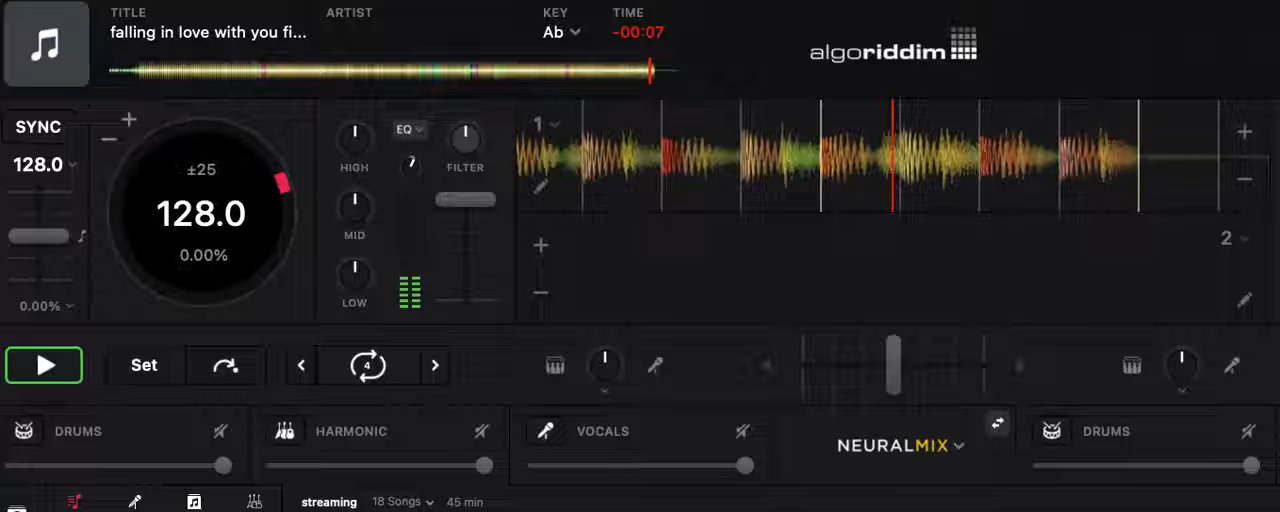 TITLE ARTIST KEY TIME
falling in love with you fi... Ab -00:07
algoriddim
SYNC
128.0
±25
128.0
0.00%
0.00%
EQ
HIGH
FILTER
MID
LOW
1
2
Set
4
DRUMS HARMONIC VOCALS NEURALMIX DRUMS
streaming 18 Songs 45 min